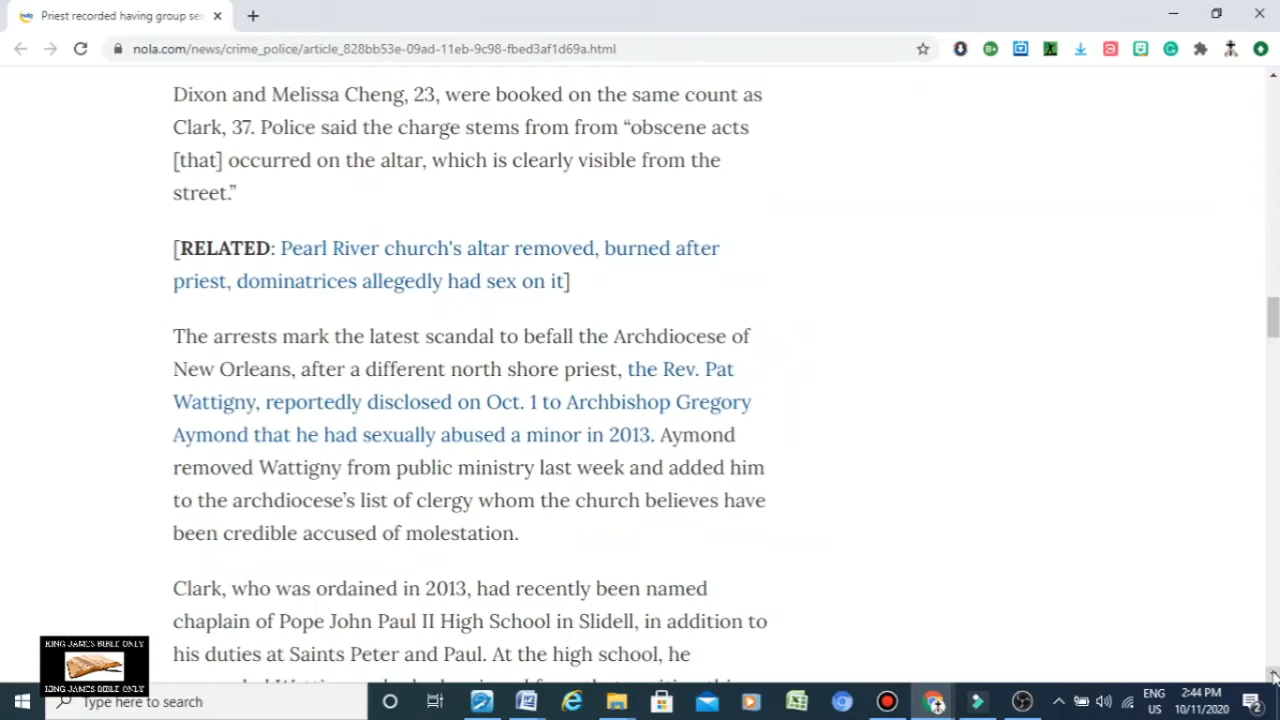 Priest recorded having group se
nola.com/news/crime_police/article_828bb53e-09ad-11eb-9c98-fbed3af1d69a.html
Dixon and Melissa Cheng, 23, were booked on the same count as
Clark, 37. Police said the charge stems from from “obscene acts
[that] occurred on the altar, which is clearly visible from the
street.”
[RELATED: Pearl River church's altar removed, burned after
priest, dominatrices allegedly had sex on it]
The arrests mark the latest scandal to befall the Archdiocese of
New Orleans, after a different north shore priest, the Rev. Pat
Wattigny, reportedly disclosed on Oct. 1 to Archbishop Gregory
Aymond that he had sexually abused a minor in 2013. Aymond
removed Wattigny from public ministry last week and added him
to the archdiocese’s list of clergy whom the church believes have
been credible accused of molestation.
Clark, who was ordained in 2013, had recently been named
chaplain of Pope John Paul II High School in Slidell, in addition to
his duties at Saints Peter and Paul. At the high school, he
KING JAMES BIBLE ONLY
KING JAMES BIBLE ONLY
Type here to search
ENG
US
2:44 PM
10/11/2020
2